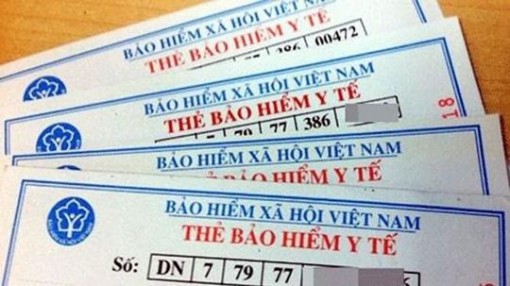 BẢO HIỂM XÃ HỘI VIỆT NAM
THẺ BẢO HIỂM Y TẾ
386 00472
BẢO HIỂM XÃ HỘI VIỆT NAM
THẺ BẢO HIỂM Y TẾ
7 79 77 386
18
BẢO HIỂM XÃ HỘI VIỆT NAM
THẺ BẢO HIỂM Y TẾ
BẢO HIỂM XÃ HỘI VIỆT NAM
THẺ BẢO HIỂM Y TẾ
Số: DN 7 79 77